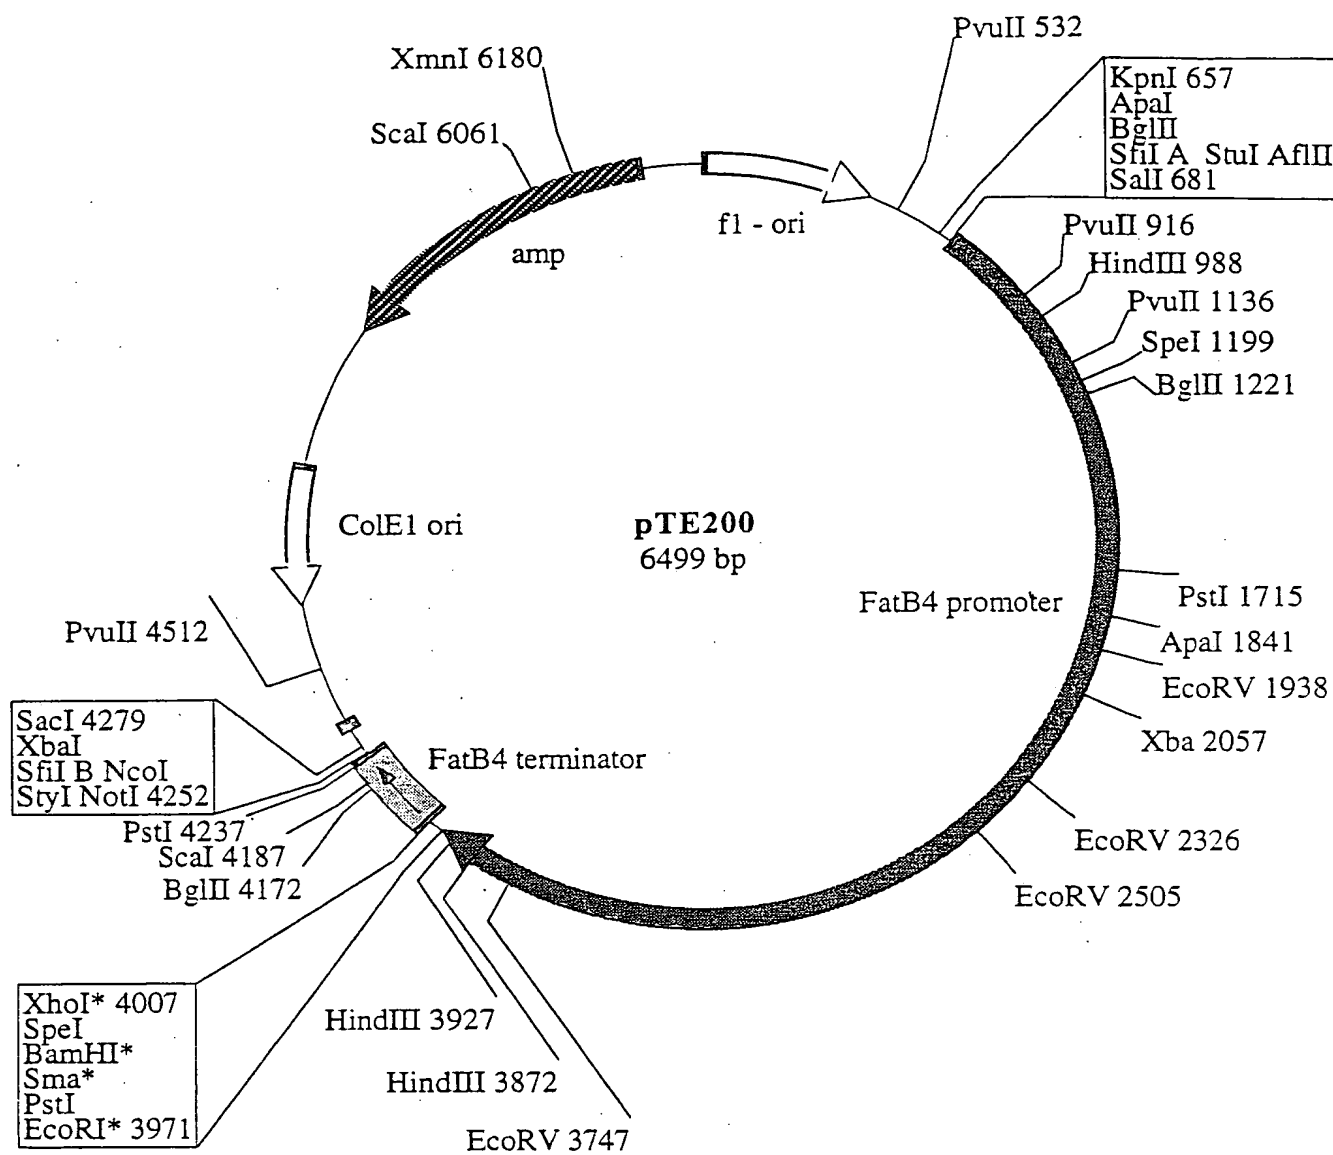 PvuII 532
XmnI 6180
KpnI 657
ApaI
BglII
SfiI A StuI AflII
SalI 681
ScaI 6061
f1 - ori
PvuII 916
amp
HindIII 988
PvuII 1136
SpeI 1199
BglII 1221
ColE1 ori
pTE200
6499 bp
FatB4 promoter
PstI 1715
PvuII 4512
ApaI 1841
EcoRV 1938
SacI 4279
XbaI
SfiI B NcoI
StyI NotI 4252
Xba 2057
FatB4 terminator
PstI 4237
ScaI 4187
BglII 4172
EcoRV 2326
EcoRV 2505
XhoI* 4007
SpeI
BamHI*
Sma*
PstI
EcoRI* 3971
HindIII 3927
HindIII 3872
EcoRV 3747